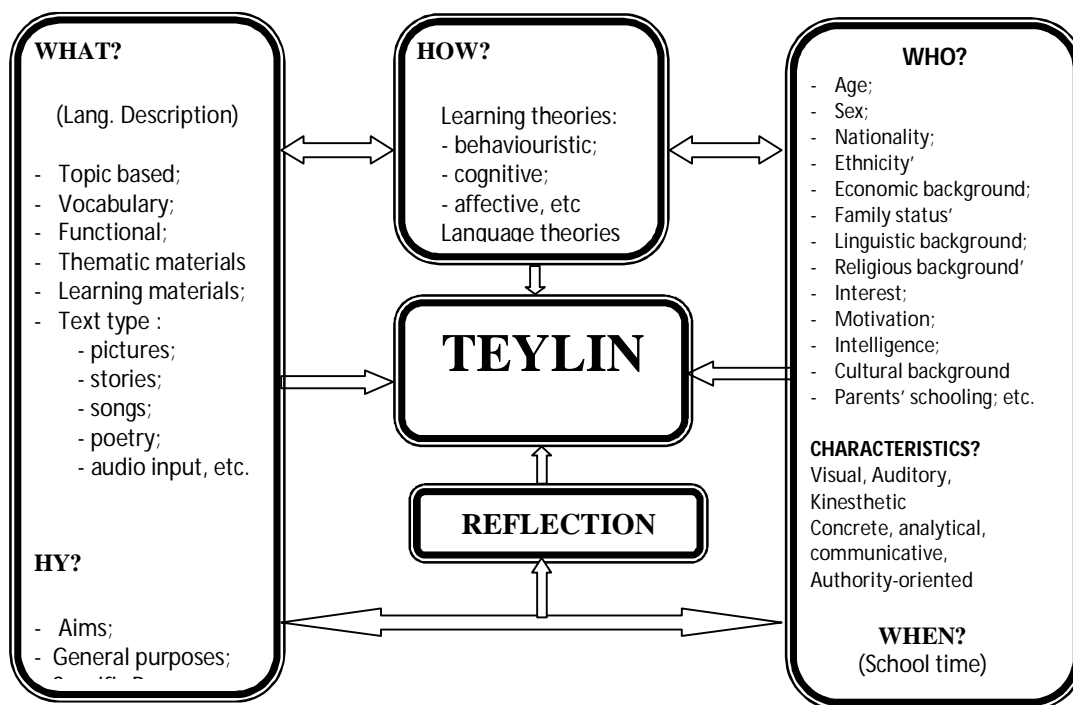 WHAT?
(Lang. Description)
- Topic based;
- Vocabulary;
- Functional;
- Thematic materials
- Learning materials;
- Text type :
- pictures;
- stories;
- songs;
- poetry;
- audio input, etc.
HY?
- Aims;
- General purposes;
HOW?
Learning theories:
- behaviouristic;
- cognitive;
- affective, etc
Language theories
TEYLIN
REFLECTION
WHO?
- Age;
- Sex;
- Nationality;
- Ethnicity’
- Economic background;
- Family status’
- Linguistic background;
- Religious background’
- Interest;
- Motivation;
- Intelligence;
- Cultural background
- Parents’ schooling; etc.
CHARACTERISTICS?
Visual, Auditory,
Kinesthetic
Concrete, analytical,
communicative,
Authority-oriented
WHEN?
(School time)